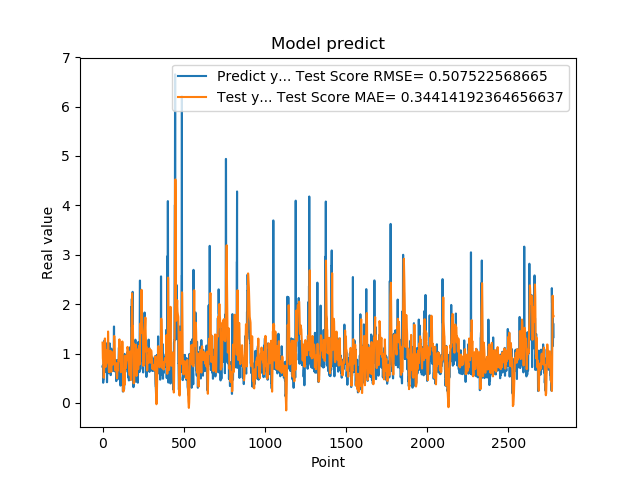 Model predict
7
6
5
4
3
2
1
0
Real value
Predict y... Test Score RMSE= 0.507522568665
Test y... Test Score MAE= 0.34414192364656637
0 500 1000 1500 2000 2500
Point